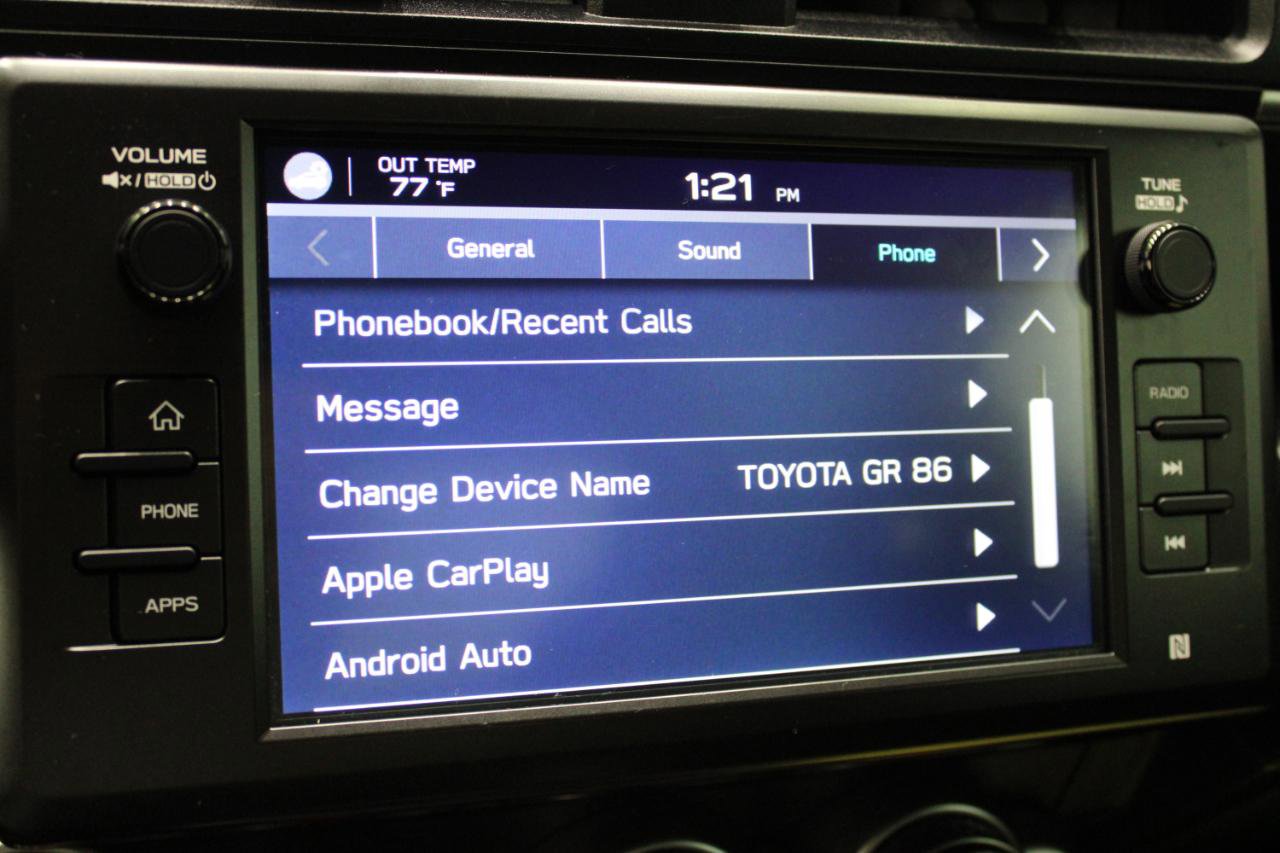 VOLUME
/ HOLD
OUT TEMP
77 °F
1:21 PM
TUNE
HOLD
General
Sound
Phone
Phonebook/Recent Calls
Message
Change Device Name TOYOTA GR 86
Apple CarPlay
Android Auto
PHONE
APPS
RADIO